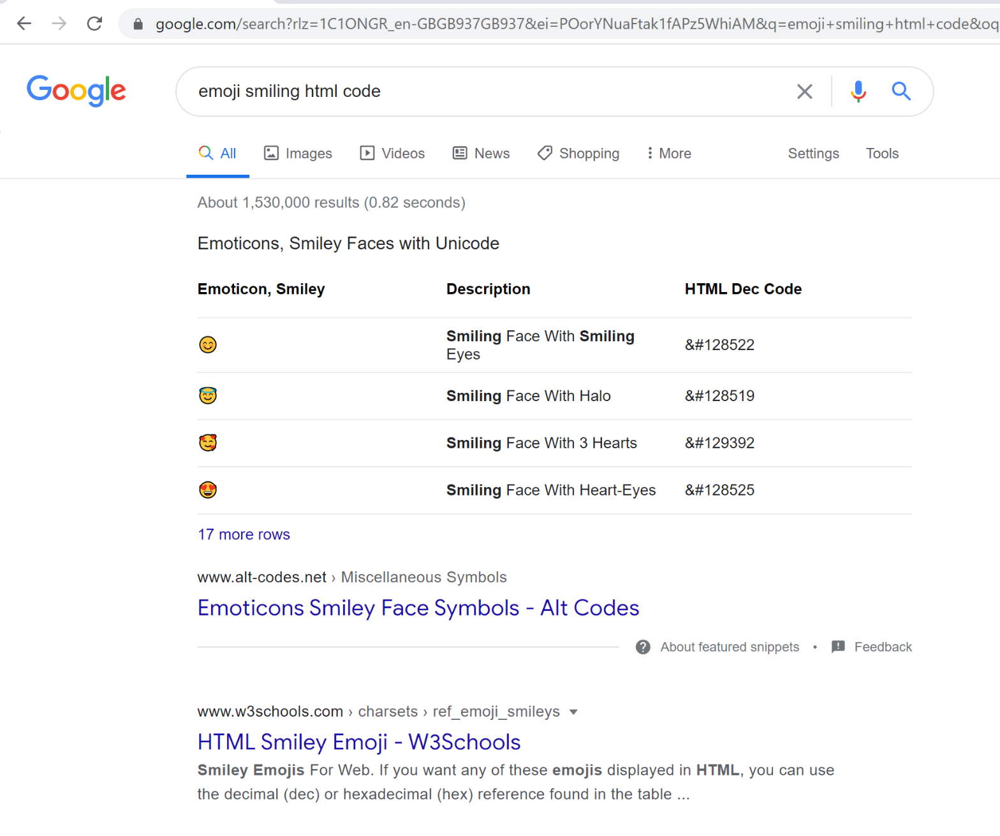 google.com/search?rlz=1C1ONGR_en-GBGB937GB937&ei=POorYNuaFtak1fAPz5WhiAM&q=emoji+smiling+html+code&oq
Google
emoji smiling html code
All Images Videos News Shopping More Settings Tools
About 1,530,000 results (0.82 seconds)
Emoticons, Smiley Faces with Unicode
Emoticon, Smiley Description HTML Dec Code
😊 Smiling Face With Smiling Eyes &#128522
😇 Smiling Face With Halo &#128519
🥰 Smiling Face With 3 Hearts &#129392
😍 Smiling Face With Heart-Eyes &#128525
17 more rows
www.alt-codes.net › Miscellaneous Symbols
Emoticons Smiley Face Symbols - Alt Codes
About featured snippets • Feedback
www.w3schools.com › charsets › ref_emoji_smileys
HTML Smiley Emoji - W3Schools
Smiley Emojis For Web. If you want any of these emojis displayed in HTML, you can use
the decimal (dec) or hexadecimal (hex) reference found in the table ...